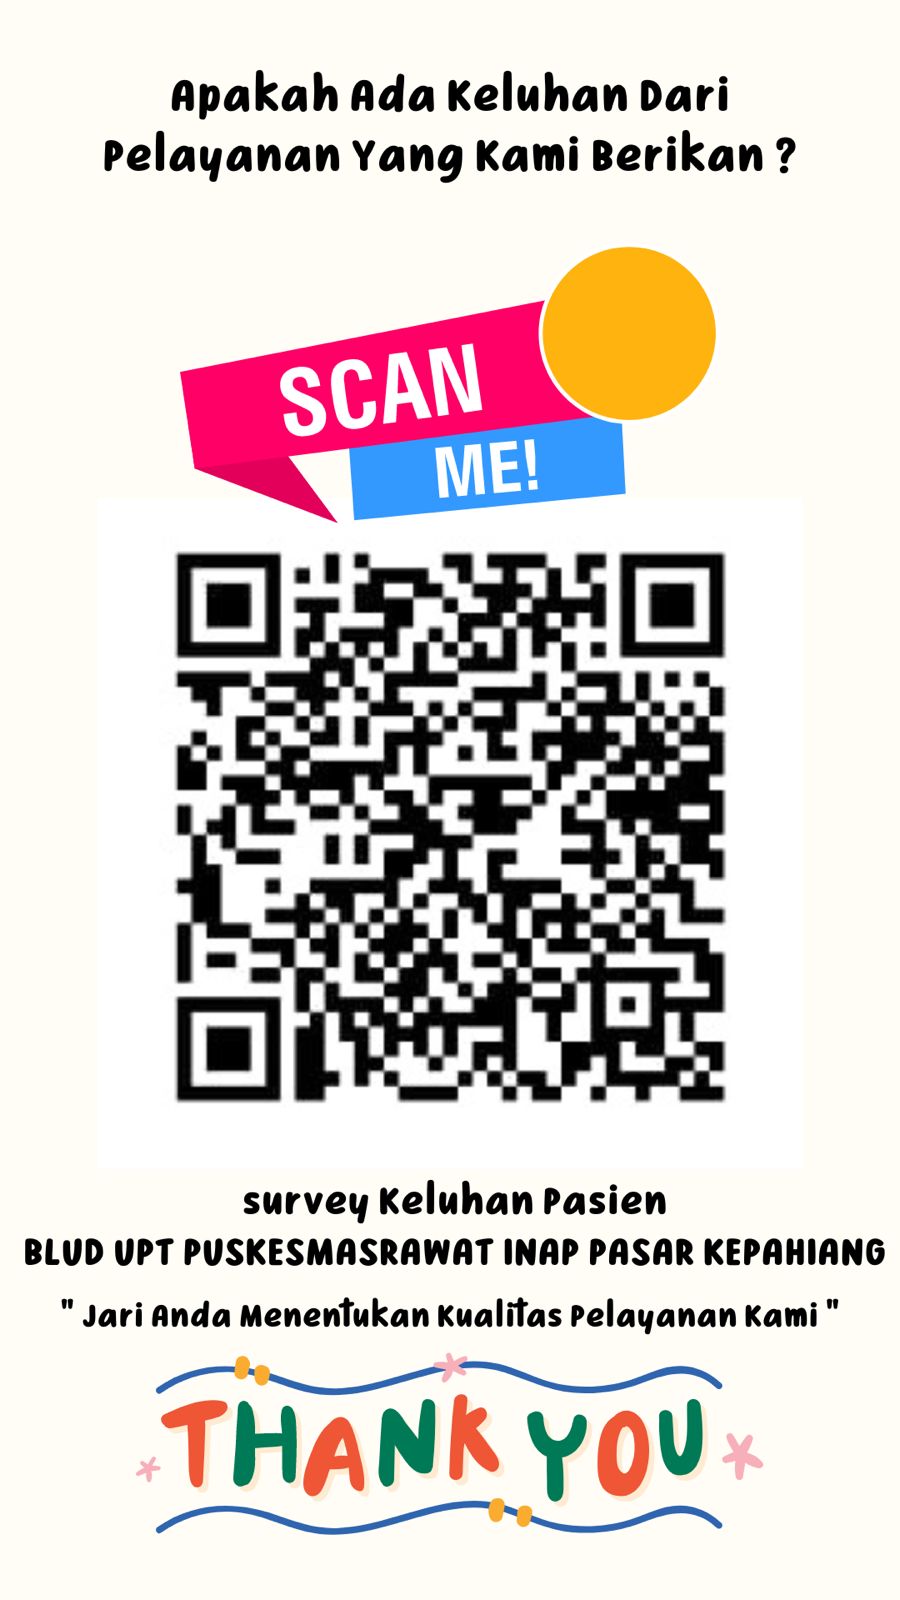 Apakah Ada Keluhan Dari
Pelayanan Yang Kami Berikan ?
SCAN
ME!
survey Keluhan Pasien
BLUD UPT PUSKESMASRAWAT INAP PASAR KEPAHIANG
" Jari Anda Menentukan Kualitas Pelayanan Kami "
THANK YOU